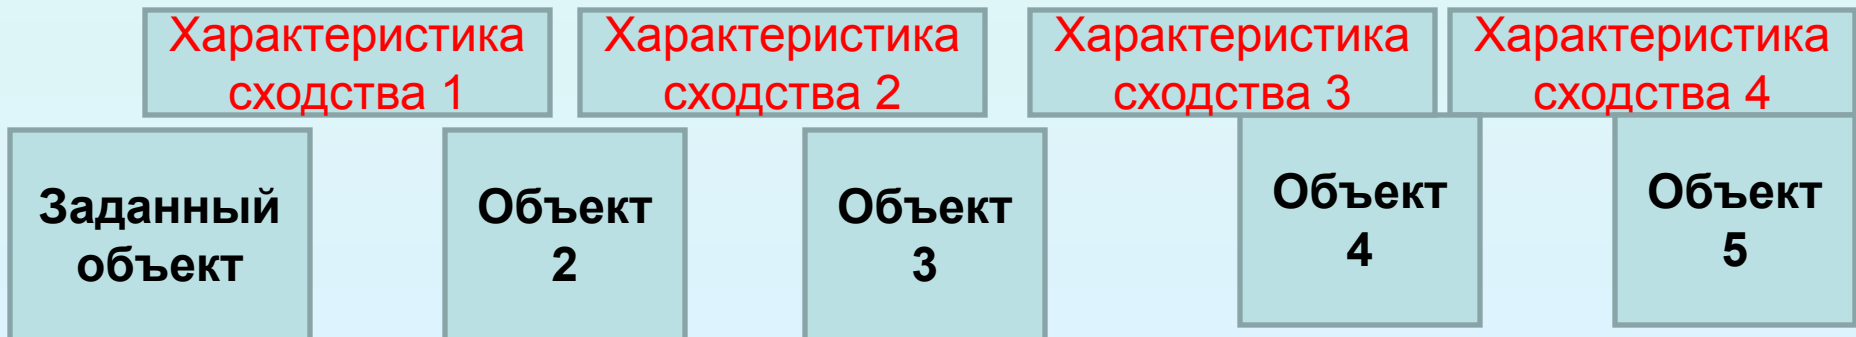 Характеристика
сходства 1
Характеристика
сходства 2
Характеристика
сходства 3
Характеристика
сходства 4
Заданный
объект
Объект
2
Объект
3
Объект
4
Объект
5